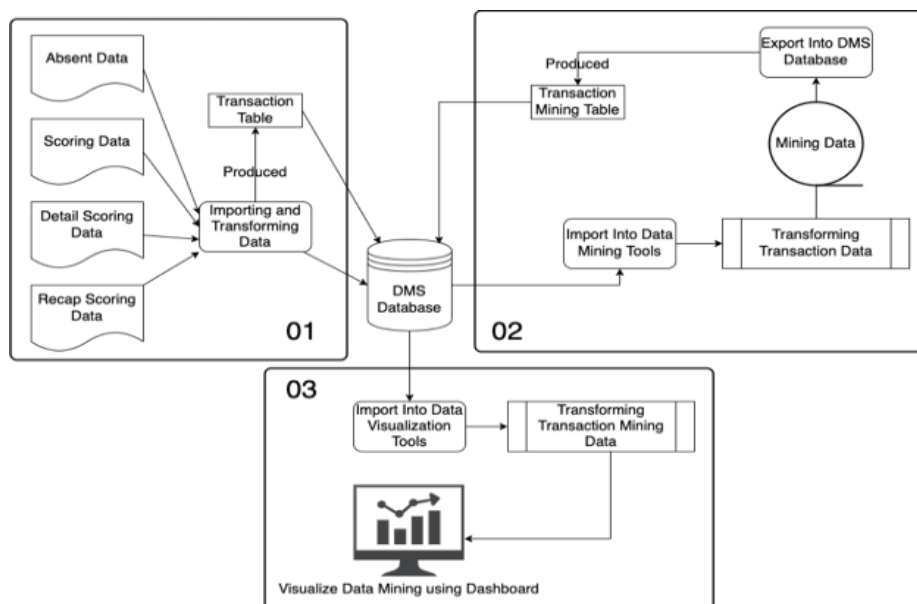 Absent Data
Scoring Data
Detail Scoring
Data
Recap Scoring
Data
Transaction
Table
Produced
Importing and
Transforming
Data
01
DMS
Database
Export Into DMS
Database
Produced
Transaction
Mining Table
Mining Data
Import Into Data
Mining Tools
Transforming
Transaction Data
02
03
Import Into Data
Visualization
Tools
Transforming
Transaction Mining
Data
Visualize Data Mining using Dashboard